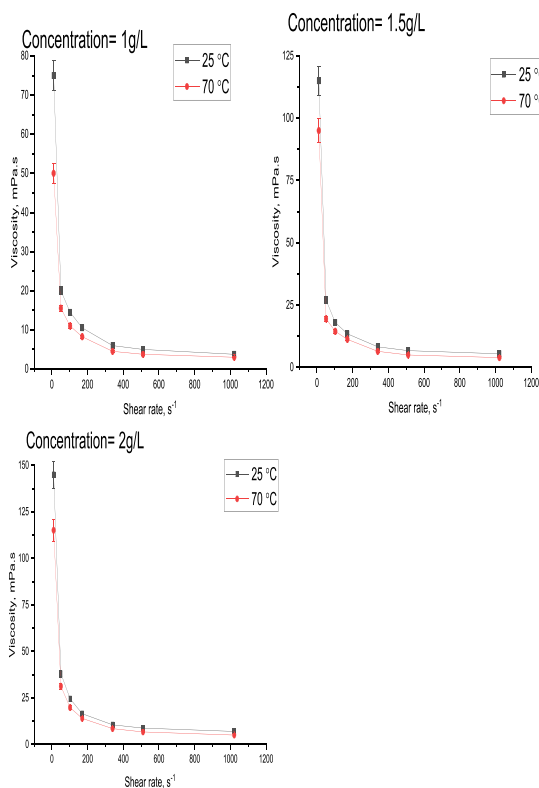 Concentration= 1g/L
25 °C
70 °C
80
70
60
50
40
30
20
10
0
Viscosity, mPa.s
0 200 400 600 800 1000 1200
Shear rate, s⁻¹
Concentration= 1.5g/L
25 °
70 °
125
100
75
50
25
0
Viscosity, mPa.s
0 200 400 600 800 1000 1200
Shear rate, s⁻¹
Concentration= 2g/L
25 °C
70 °C
150
125
100
75
50
25
0
Viscosity, mPa.s
0 200 400 600 800 1000 1200
Shear rate, s⁻¹